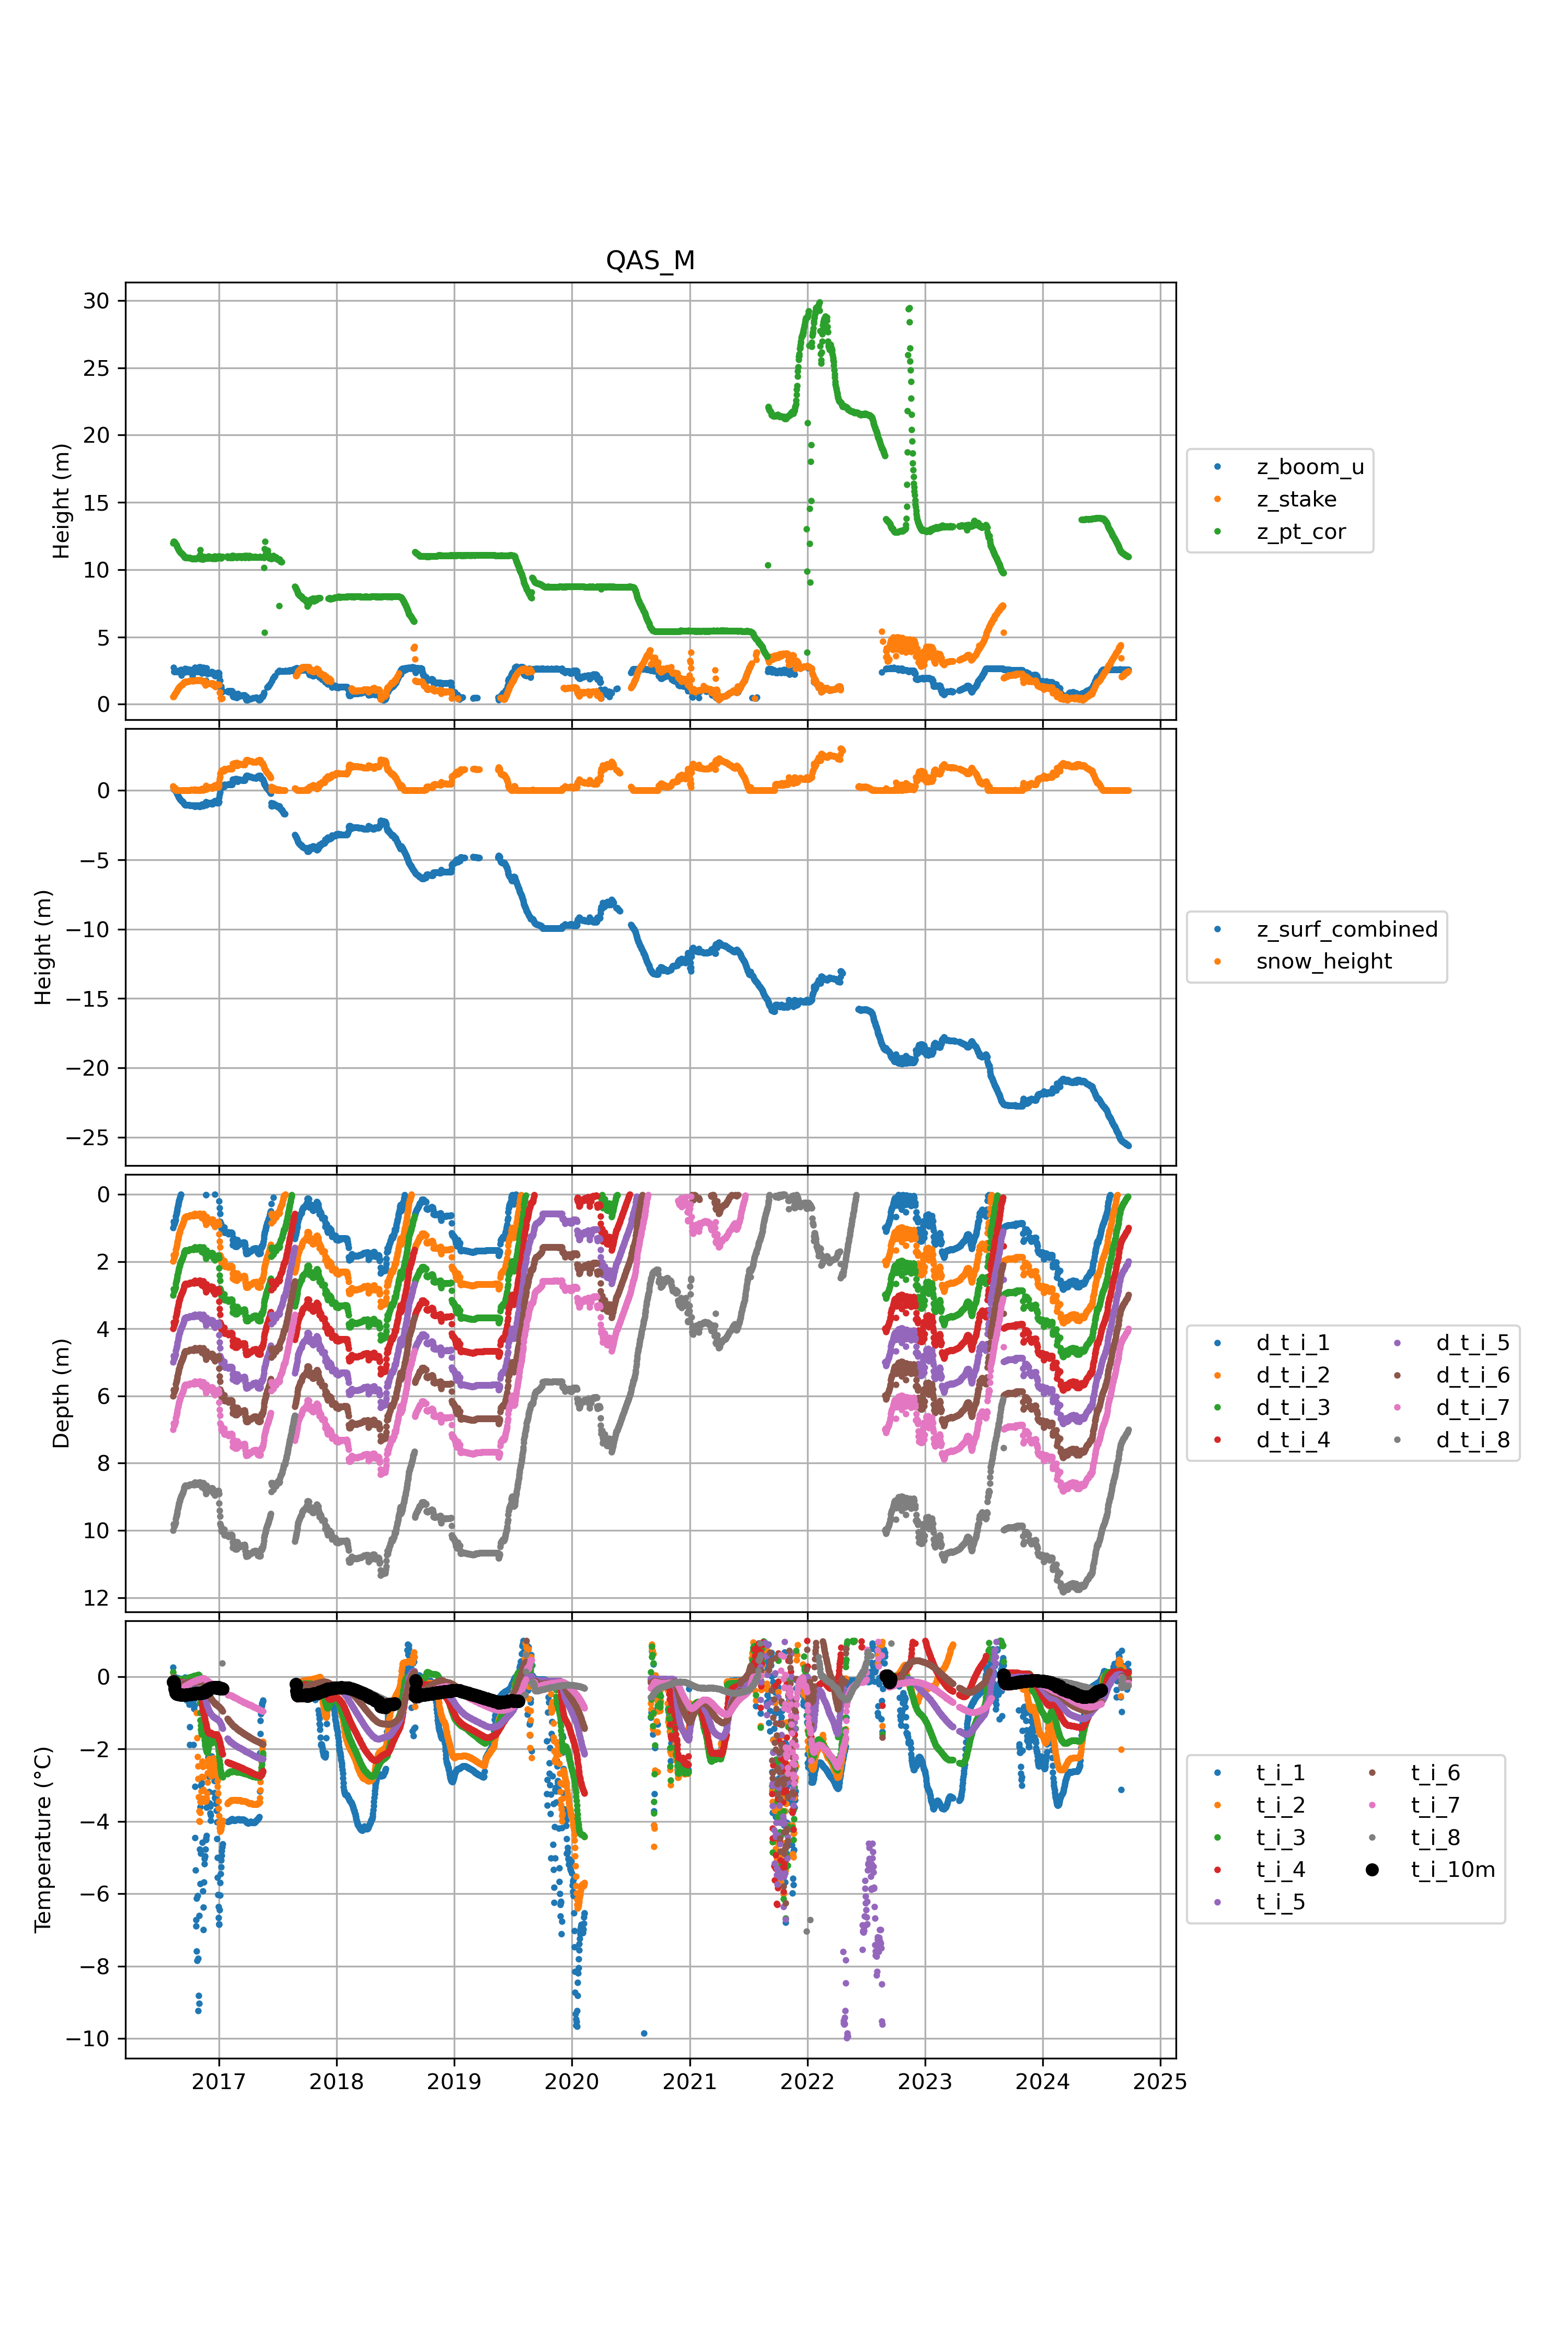 QAS_M
30
25
20
15
10
5
0
Height (m)
z_boom_u
z_stake
z_pt_cor
0
−5
−10
−15
−20
−25
Height (m)
z_surf_combined
snow_height
0
2
4
6
8
10
12
Depth (m)
d_t_i_1
d_t_i_2
d_t_i_3
d_t_i_4
d_t_i_5
d_t_i_6
d_t_i_7
d_t_i_8
0
−2
−4
−6
−8
−10
Temperature (°C)
t_i_1
t_i_2
t_i_3
t_i_4
t_i_5
t_i_6
t_i_7
t_i_8
t_i_10m
2017 2018 2019 2020 2021 2022 2023 2024 2025